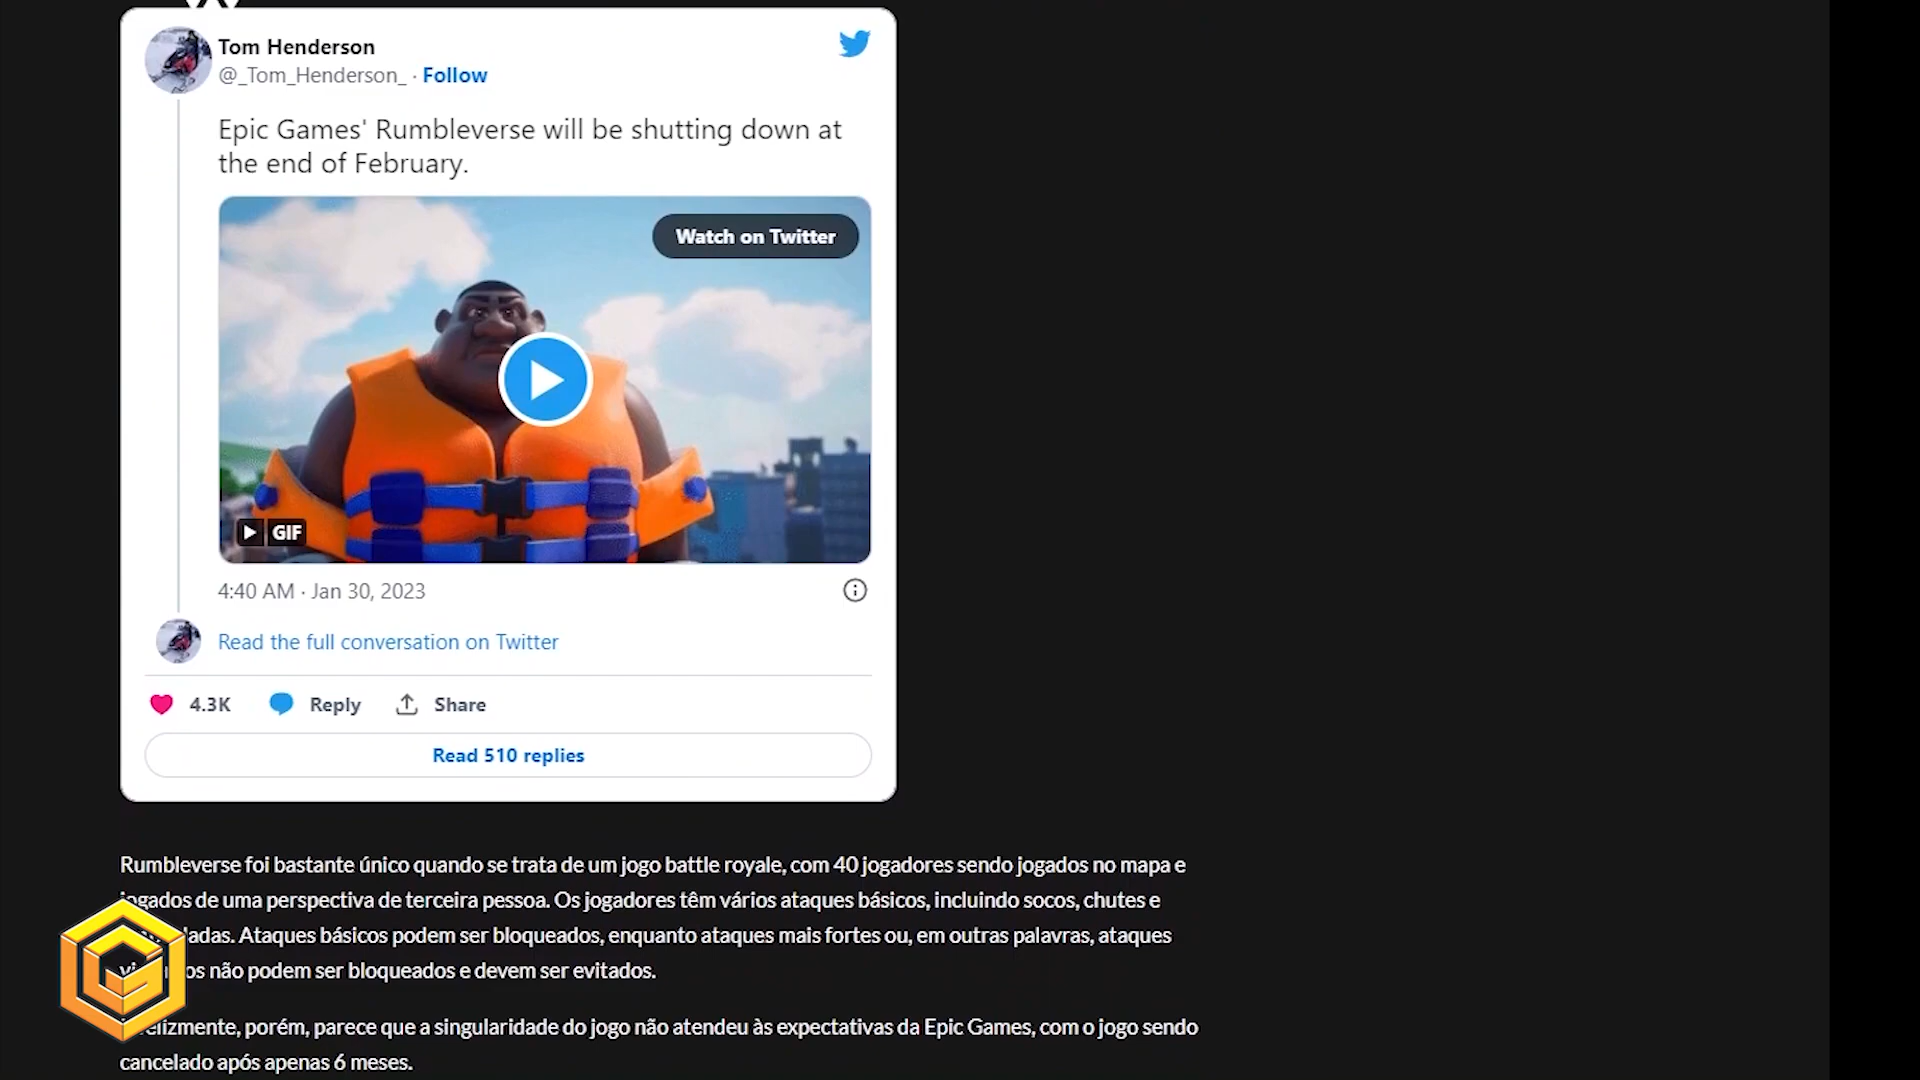 Tom Henderson
@_Tom_Henderson_ · Follow
Epic Games' Rumbleverse will be shutting down at
the end of February.
Watch on Twitter
GIF
4:40 AM · Jan 30, 2023
Read the full conversation on Twitter
4.3K Reply Share
Read 510 replies
Rumbleverse foi bastante único quando se trata de um jogo battle royale, com 40 jogadores sendo jogados no mapa e
jogados de uma perspectiva de terceira pessoa. Os jogadores têm vários ataques básicos, incluindo socos, chutes e
Ataques básicos podem ser bloqueados, enquanto ataques mais fortes ou, em outras palavras, ataques
não podem ser bloqueados e devem ser evitados.
porém, parece que a singularidade do jogo não atendeu às expectativas da Epic Games, com o jogo sendo
cancelado após apenas 6 meses.